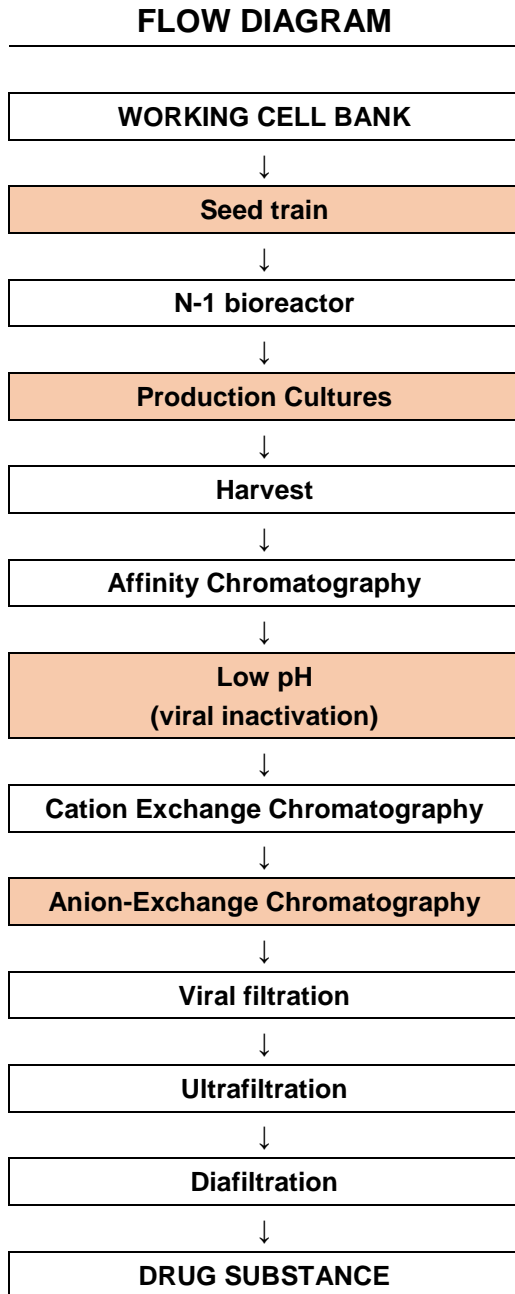 FLOW DIAGRAM
WORKING CELL BANK
↓
Seed train
↓
N-1 bioreactor
↓
Production Cultures
↓
Harvest
↓
Affinity Chromatography
↓
Low pH
(viral inactivation)
↓
Cation Exchange Chromatography
↓
Anion-Exchange Chromatography
↓
Viral filtration
↓
Ultrafiltration
↓
Diafiltration
↓
DRUG SUBSTANCE